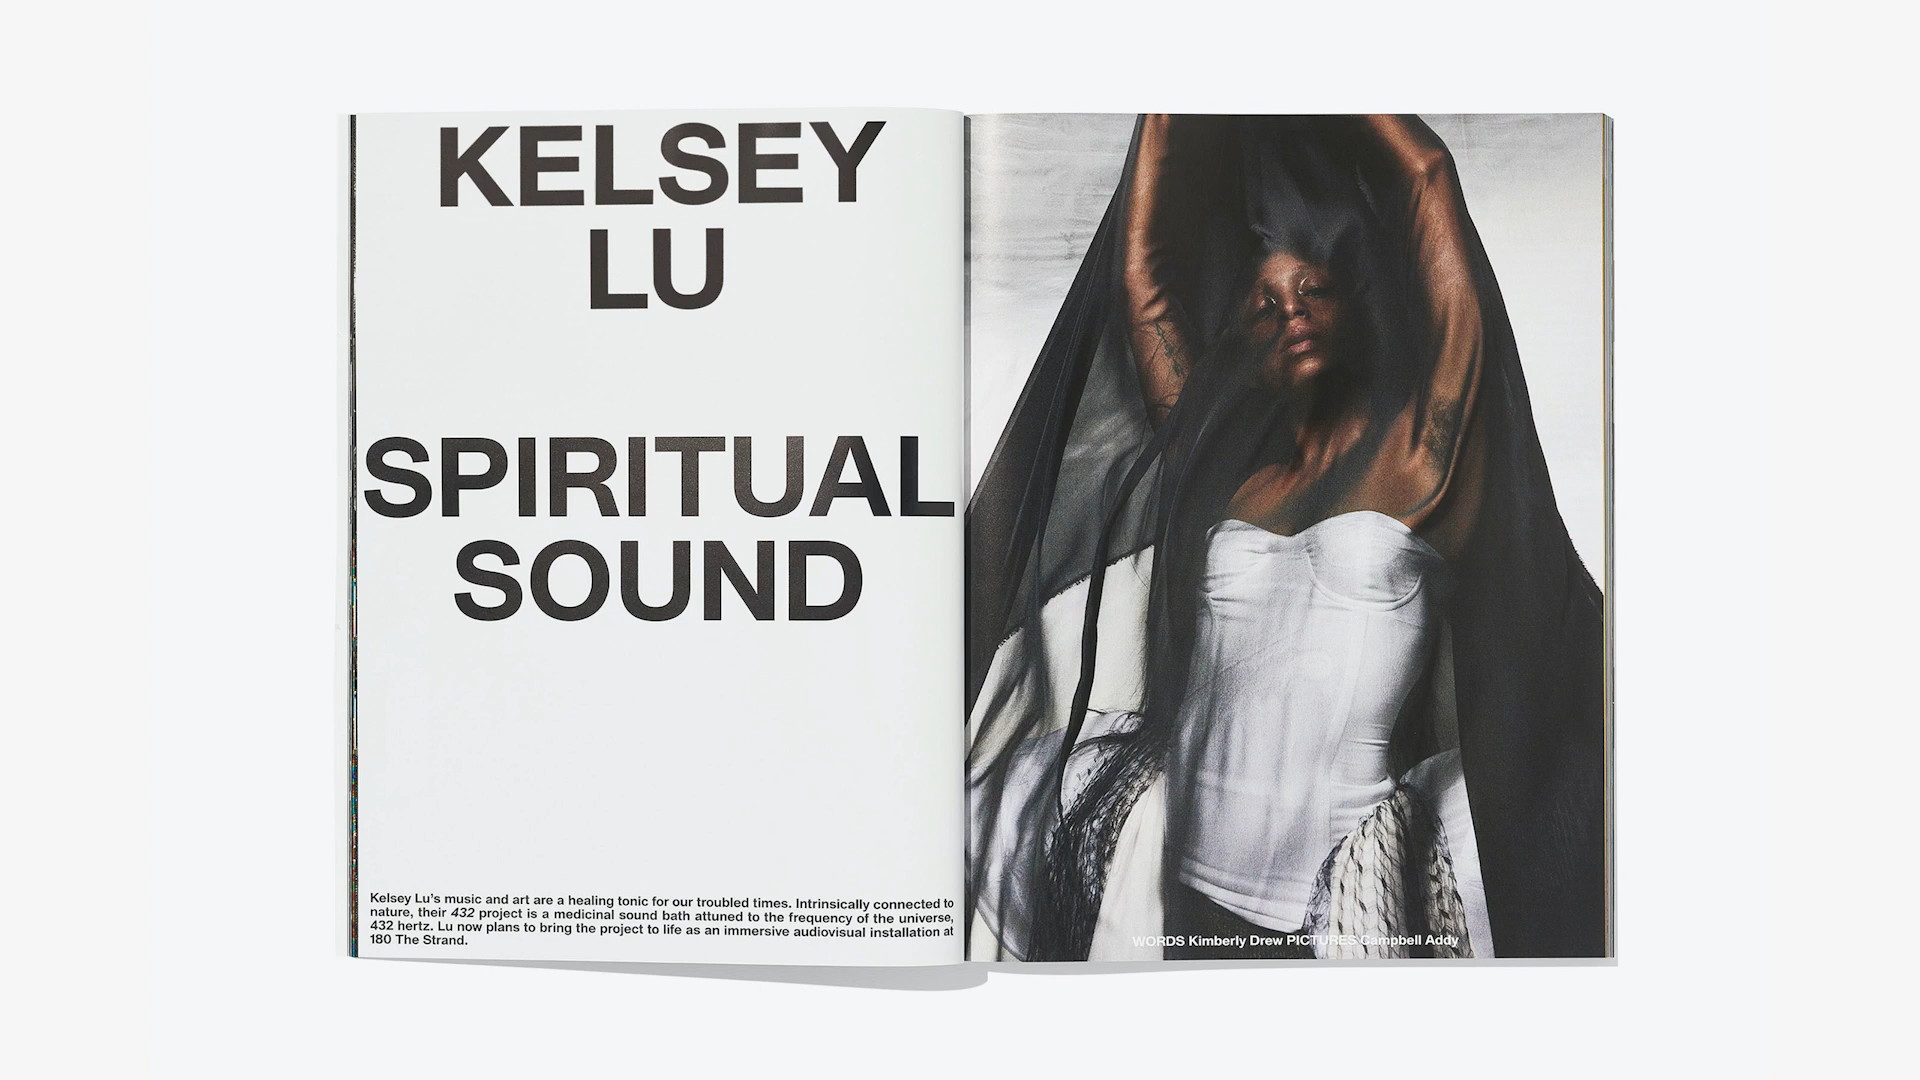 KELSEY
LU
SPIRITUAL
SOUND
Kelsey Lu's music and art are a healing tonic for our troubled times. Intrinsically connected to
nature, their 432 project is a medicinal sound bath attuned to the frequency of the universe,
432 hertz. Lu now plans to bring the project to life as an immersive audiovisual installation at
180 The Strand.
WORDS Kimberly Drew PICTURES Campbell Addy